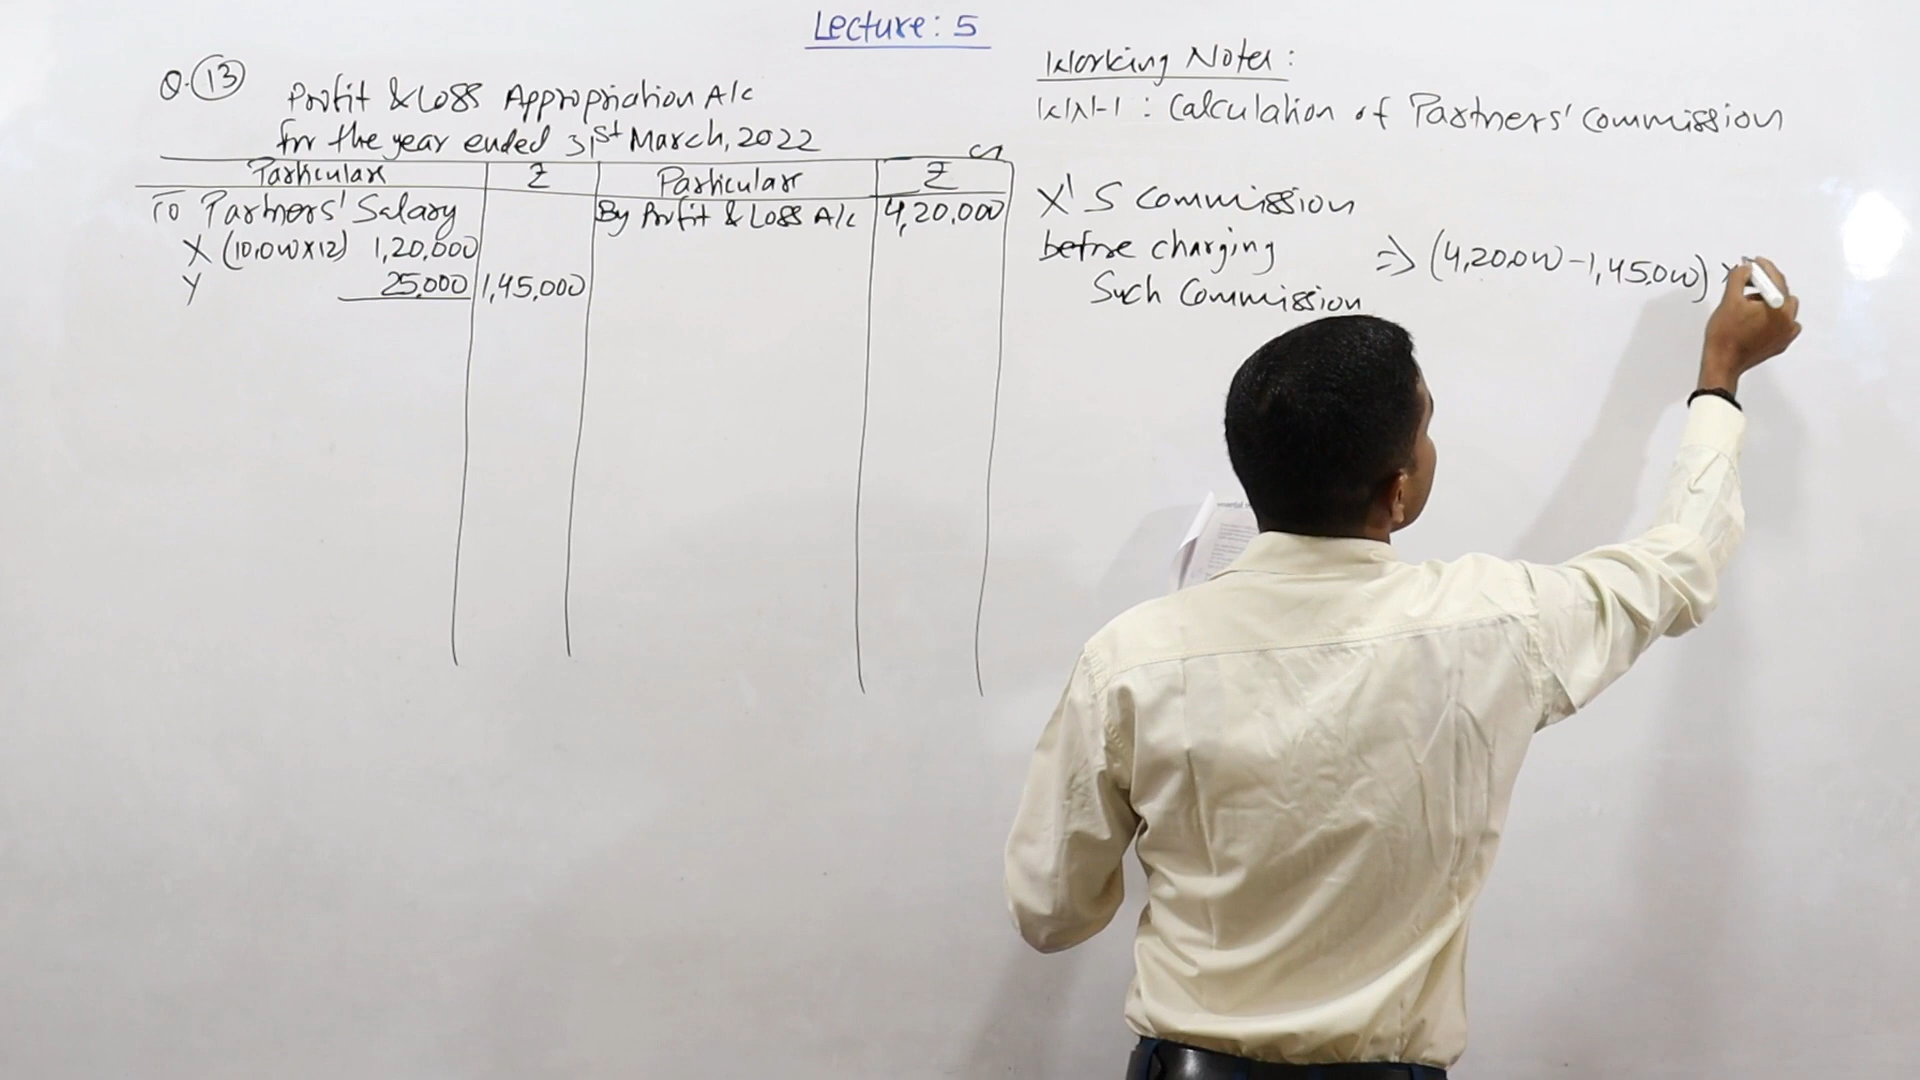 Lecture: 5
Q. 13
Profit & Loss Appropriation A/c
for the year ended 31st March, 2022
Cr
Particulars ₹ Particulars ₹
To Partners' Salary
By Profit & Loss A/c 4,20,000
X (10,000X12) 1,20,000
Y 25,000 1,45,000
Working Notes:
W.N-1 : Calculation of Partners' Commission
X'S Commission
before charging
Such Commission
=> (4,20,000 - 1,45,000) X